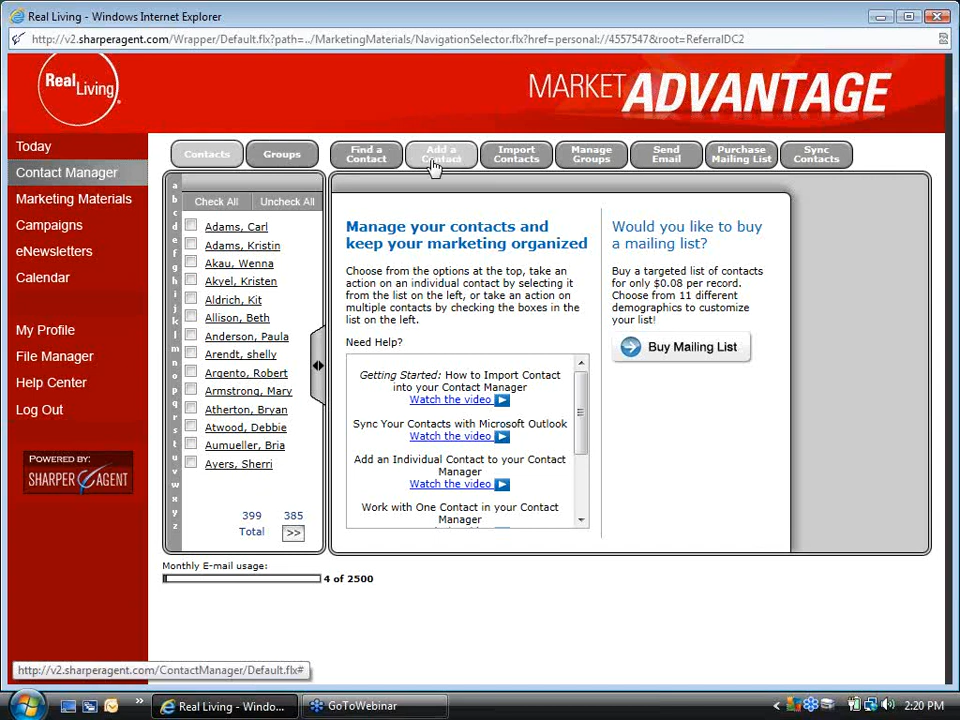 Real Living - Windows Internet Explorer
http://v2.sharperagent.com/Wrapper/Default.flx?path=../MarketingMaterials/NavigationSelector.flx?href=personal://4557547&root=ReferralDC2
Real Living
MARKET ADVANTAGE
Today
Contact Manager
Marketing Materials
Campaigns
eNewsletters
Calendar
My Profile
File Manager
Help Center
Log Out
POWERED BY:
SHARPER AGENT
Contacts
Groups
Find a Contact
Add a Contact
Import Contacts
Manage Groups
Send Email
Purchase Mailing List
Sync Contacts
a
b
c
d
e
f
g
h
i
j
k
l
m
n
o
p
q
r
s
t
u
v
w
x
y
z
Check All
Uncheck All
Adams, Carl
Adams, Kristin
Akau, Wenna
Akyel, Kristen
Aldrich, Kit
Allison, Beth
Anderson, Paula
Arendt, shelly
Argento, Robert
Armstrong, Mary
Atherton, Bryan
Atwood, Debbie
Aumueller, Bria
Ayers, Sherri
399 385
Total >>
Manage your contacts and
keep your marketing organized
Choose from the options at the top, take an
action on an individual contact by selecting it
from the list on the left, or take an action on
multiple contacts by checking the boxes in the
list on the left.
Need Help?
Getting Started: How to Import Contact
into your Contact Manager
Watch the video
Sync Your Contacts with Microsoft Outlook
Watch the video
Add an Individual Contact to your Contact
Manager
Watch the video
Work with One Contact in your Contact
Manager
Would you like to buy
a mailing list?
Buy a targeted list of contacts
for only $0.08 per record.
Choose from 11 different
demographics to customize
your list!
Buy Mailing List
Monthly E-mail usage:
4 of 2500
http://v2.sharperagent.com/ContactManager/Default.flx#
» Real Living - Windo... GoToWebinar < 2:20 PM